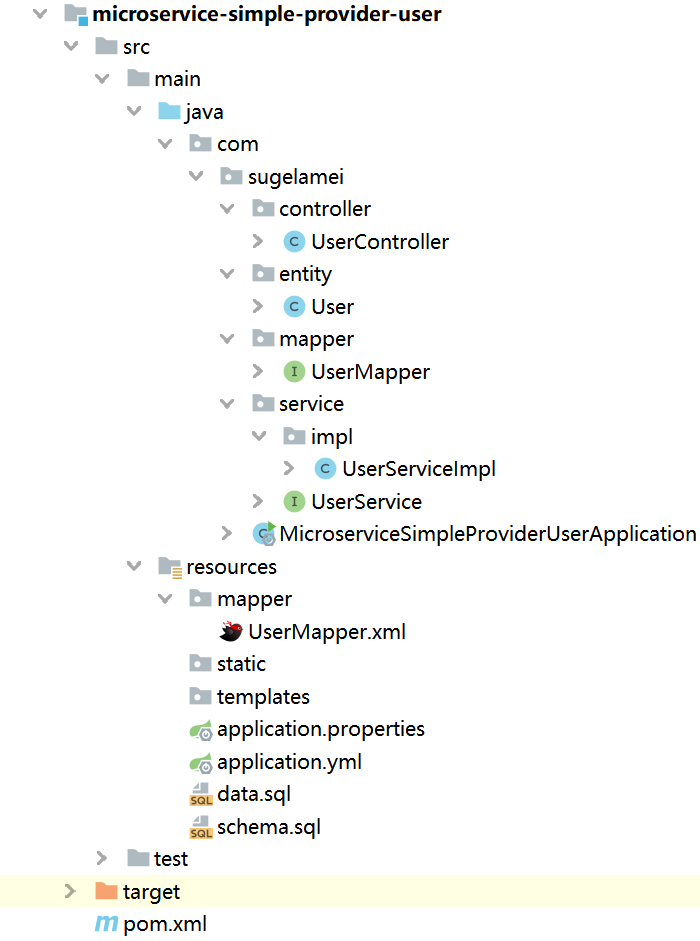 microservice-simple-provider-user
src
main
java
com
sugelamei
controller
C UserController
entity
C User
mapper
I UserMapper
service
impl
C UserServiceImpl
I UserService
C MicroserviceSimpleProviderUserApplication
resources
mapper
UserMapper.xml
static
templates
application.properties
application.yml
SQL data.sql
SQL schema.sql
test
target
m pom.xml